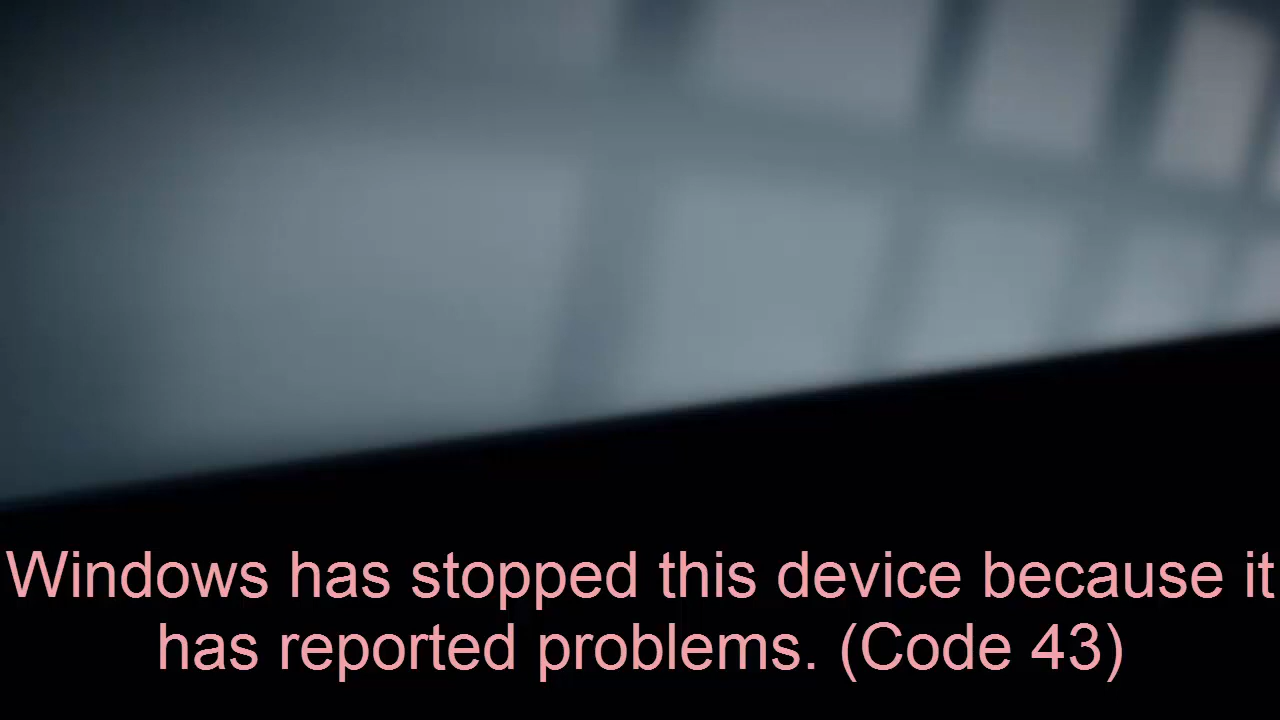 Windows has stopped this device because it
has reported problems. (Code 43)